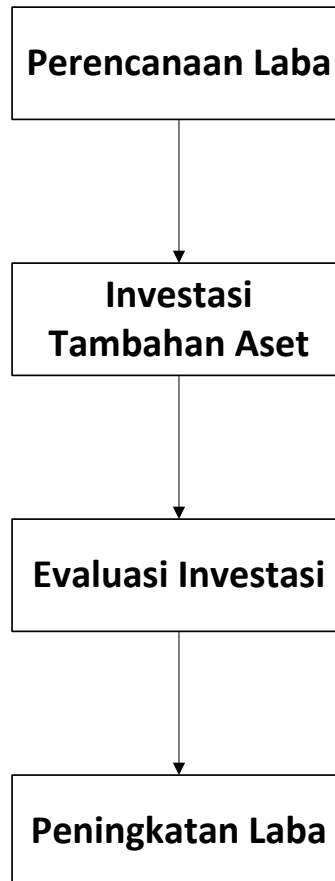 Perencanaan Laba
Investasi
Tambahan Aset
Evaluasi Investasi
Peningkatan Laba